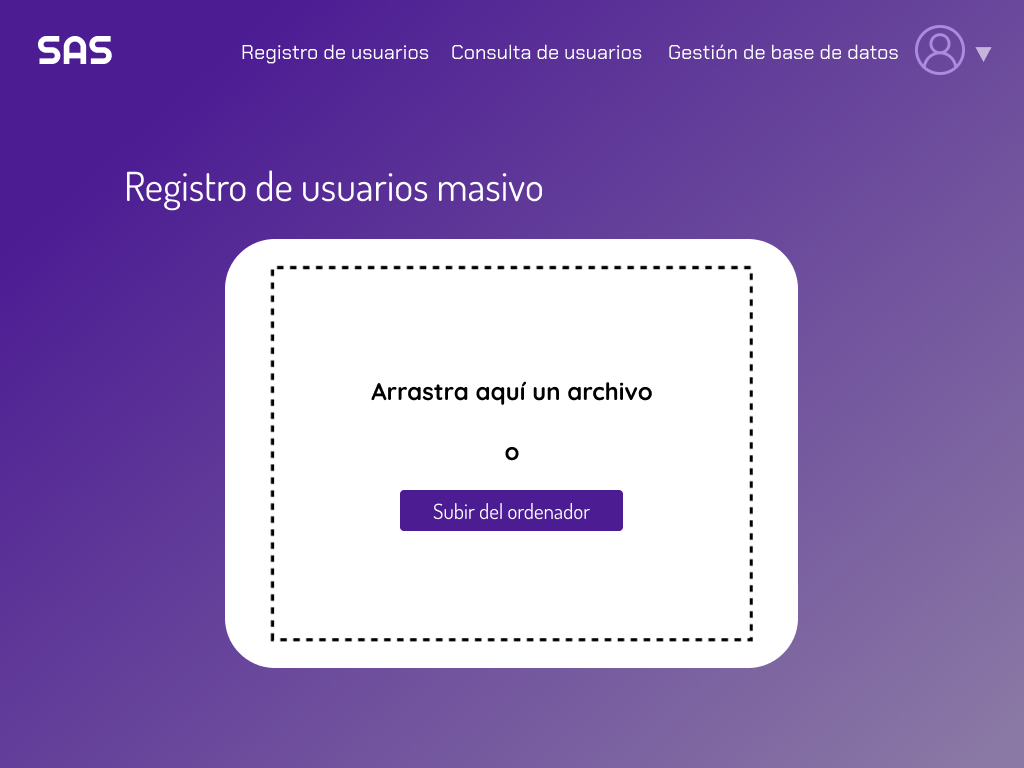 SAS
Registro de usuarios
Consulta de usuarios
Gestión de base de datos
Registro de usuarios masivo
Arrastra aquí un archivo
o
Subir del ordenador